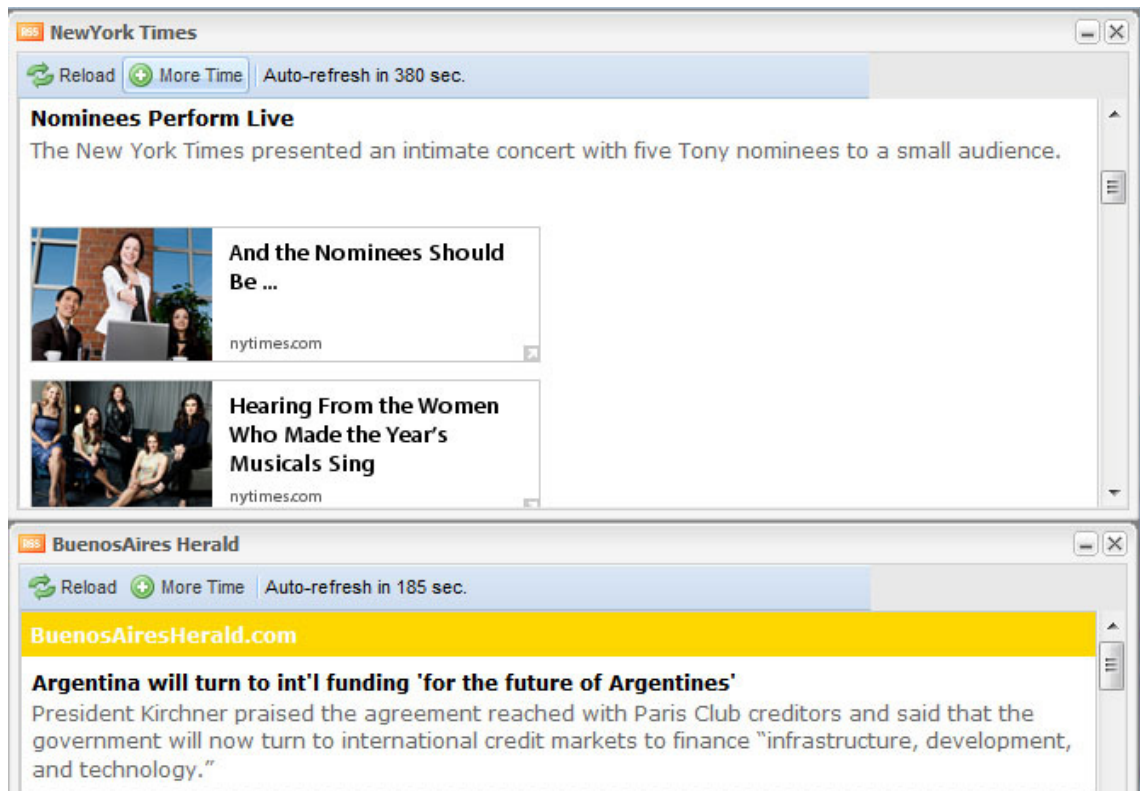 RSS NewYork Times
Reload More Time Auto-refresh in 380 sec.
Nominees Perform Live
The New York Times presented an intimate concert with five Tony nominees to a small audience.
And the Nominees Should
Be ...
nytimes.com
Hearing From the Women
Who Made the Year's
Musicals Sing
nytimes.com
RSS BuenosAires Herald
Reload More Time Auto-refresh in 185 sec.
BuenosAiresHerald.com
Argentina will turn to int'l funding 'for the future of Argentines'
President Kirchner praised the agreement reached with Paris Club creditors and said that the
government will now turn to international credit markets to finance “infrastructure, development,
and technology.”